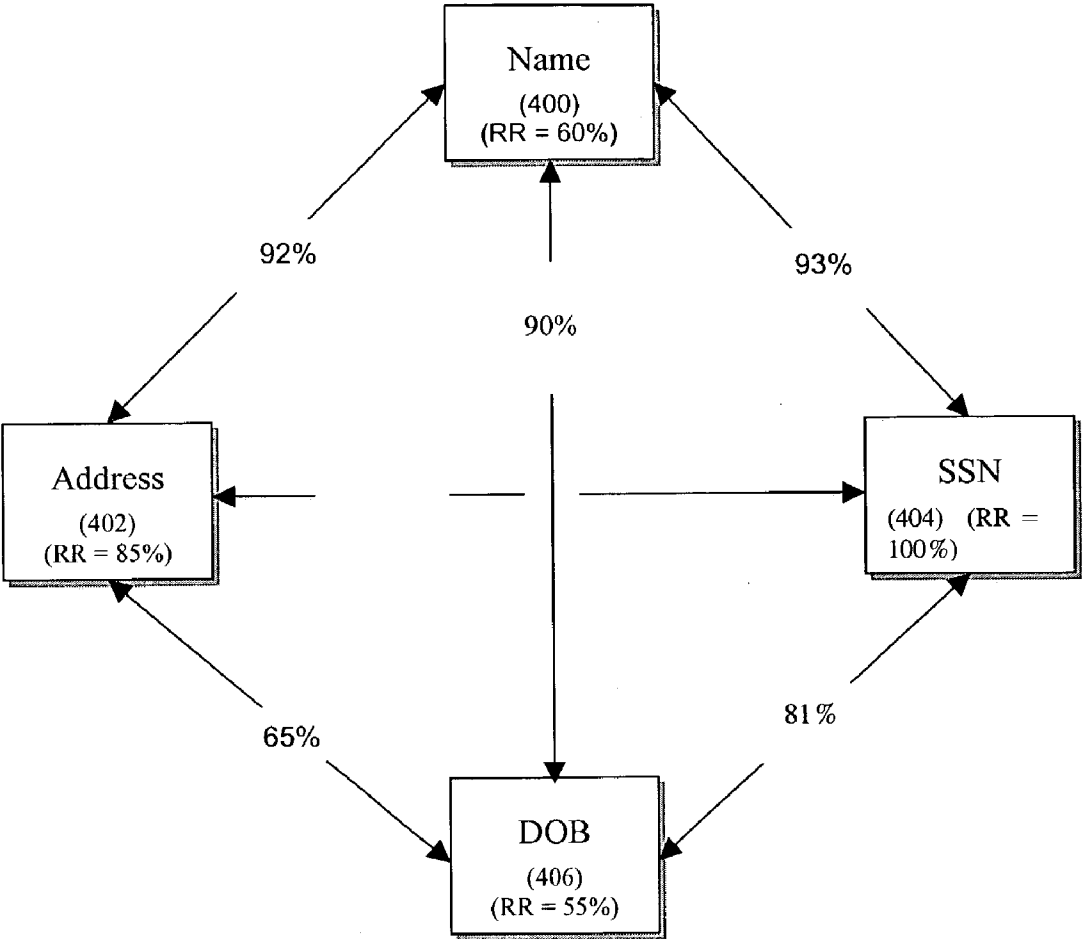 Name
(400)
(RR = 60%)
92%
93%
90%
Address
(402)
(RR = 85%)
SSN
(404) (RR =
100%)
65%
81%
DOB
(406)
(RR = 55%)